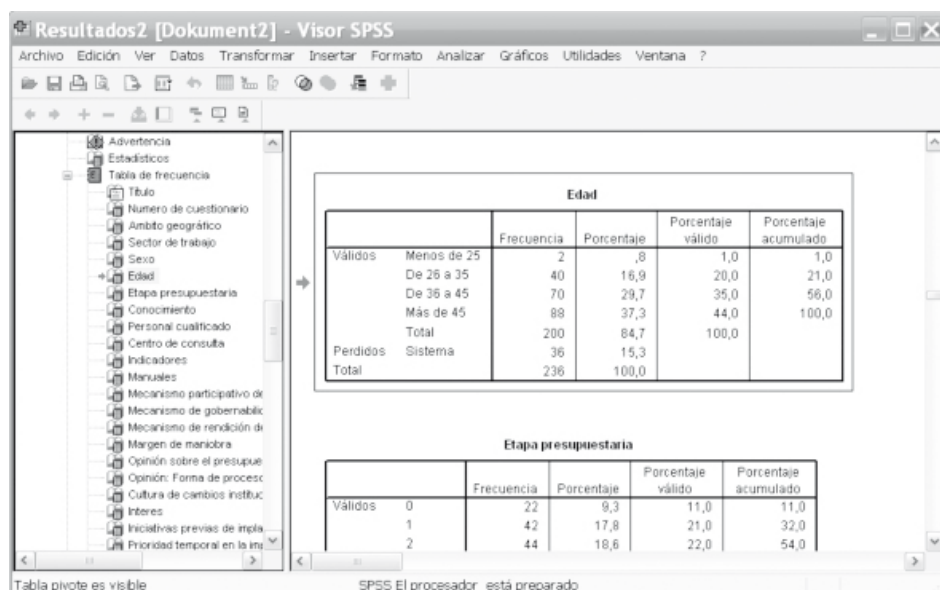 Resultados2 [Dokument2] - Visor SPSS
Archivo Edición Ver Datos Transformar Insertar Formato Analizar Gráficos Utilidades Ventana ?
Advertencia
Estadísticos
Tabla de frecuencia
Título
Numero de cuestionario
Ambito geográfico
Sector de trabajo
Sexo
Edad
Etapa presupuestaria
Conocimiento
Personal cualificado
Centro de consulta
Indicadores
Manuales
Mecanismo participativo de
Mecanismo de gobernabilid
Mecanismo de rendición de
Margen de maniobra
Opinión sobre el presupue
Opinión: Forma de proceso
Cultura de cambios instituc
Interes
Iniciativas previas de impla
Prioridad temporal en la im
Edad
Frecuencia Porcentaje Porcentaje válido Porcentaje acumulado
Válidos Menos de 25 2 ,8 1,0 1,0
De 26 a 35 40 16,9 20,0 21,0
De 36 a 45 70 29,7 35,0 56,0
Más de 45 88 37,3 44,0 100,0
Total 200 84,7 100,0
Perdidos Sistema 36 15,3
Total 236 100,0
Etapa presupuestaria
Frecuencia Porcentaje Porcentaje válido Porcentaje acumulado
Válidos 0 22 9,3 11,0 11,0
1 42 17,8 21,0 32,0
2 44 18,6 22,0 54,0
Tabla pivote es visible SPSS El procesador está preparado